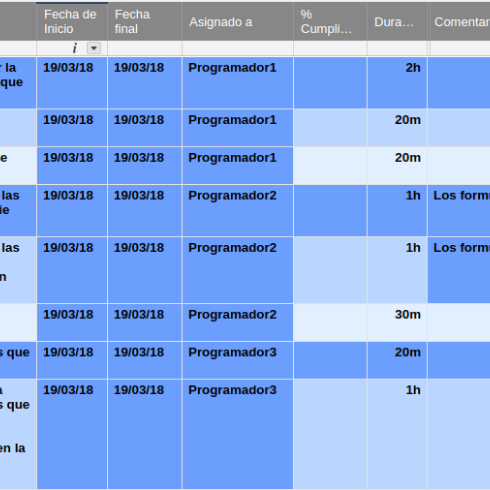 Fecha de Inicio Fecha final Asignado a % Cumpli... Dura... Comentar
i
r la que 19/03/18 19/03/18 Programador1 2h
19/03/18 19/03/18 Programador1 20m
e 19/03/18 19/03/18 Programador1 20m
las ie 19/03/18 19/03/18 Programador2 1h Los form
las n 19/03/18 19/03/18 Programador2 1h Los form
19/03/18 19/03/18 Programador2 30m
s que 19/03/18 19/03/18 Programador3 20m
a s que en la 19/03/18 19/03/18 Programador3 1h